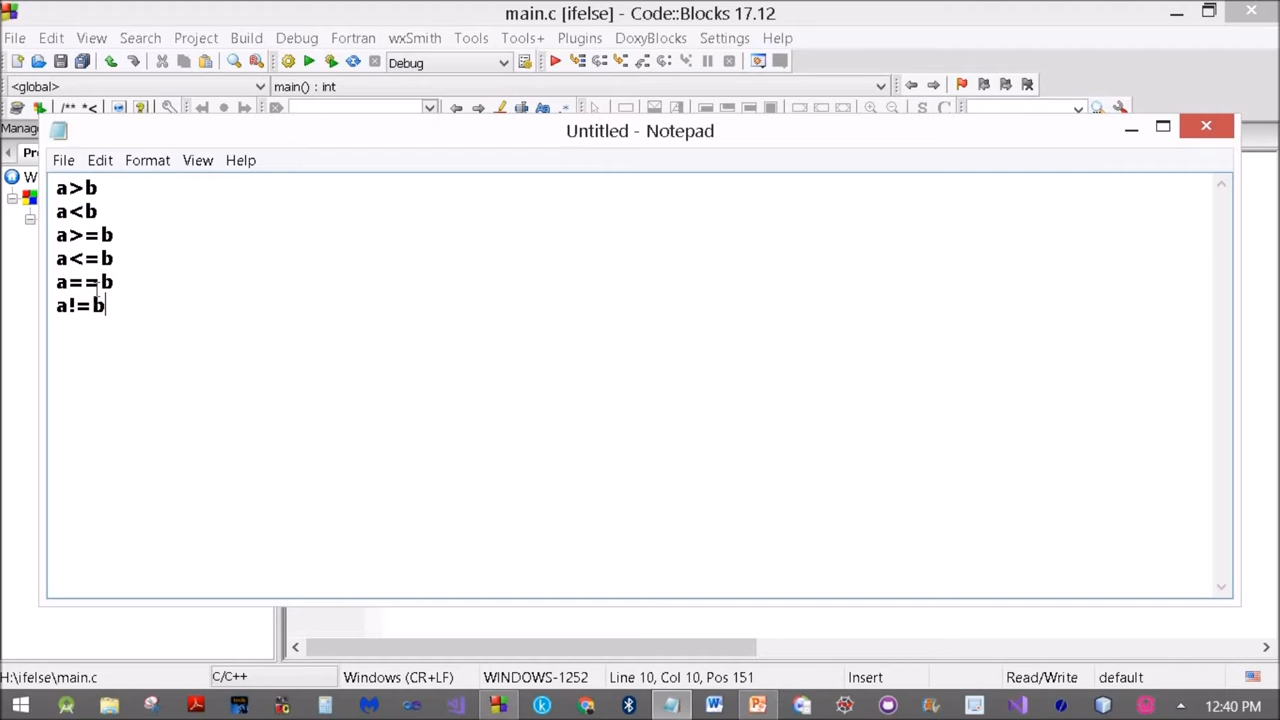 main.c [ifelse] - Code::Blocks 17.12
File Edit View Search Project Build Debug Fortran wxSmith Tools Tools+ Plugins DoxyBlocks Settings Help
Debug
<global> main() : int
/** *<
S C
Manag
Untitled - Notepad
Pr
File Edit Format View Help
W
a>b
a<b
a>=b
a<=b
a==b
a!=b
H:\ifelse\main.c C/C++ Windows (CR+LF) WINDOWS-1252 Line 10, Col 10, Pos 151 Insert Read/Write default
12:40 PM